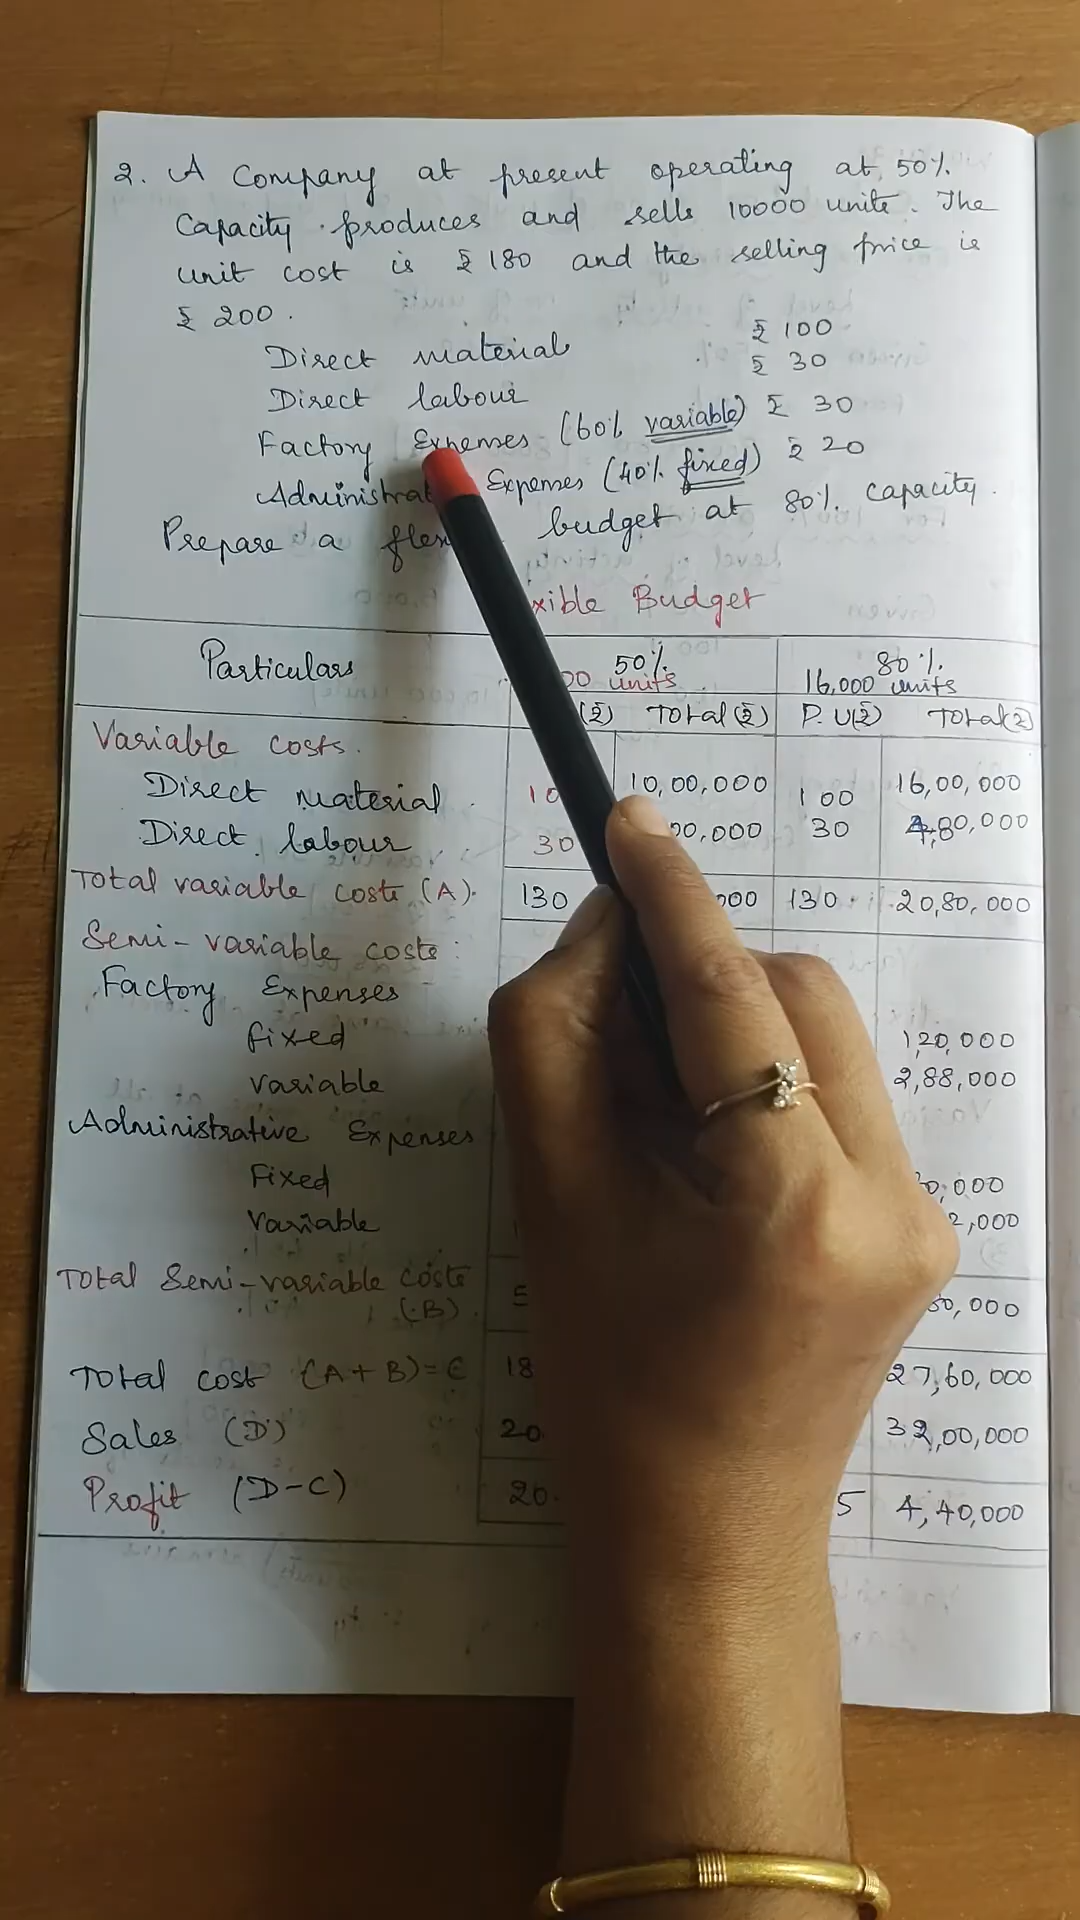 2. A Company at present operating at 50%
Capacity produces and sells 10000 units. The
unit cost is ₹ 180 and the selling price is
₹ 200.
Direct material ₹ 100
Direct labour ₹ 30
Factory Expenses (60% variable) ₹ 30
Expenses (40% fixed) ₹ 20
Prepare a budget at 80% capacity.
Budget
Particulars 50% 80%
units 16,000 units
(₹) Total(₹) P.U(₹) Total(₹)
Variable costs.
Direct material 10,00,000 100 16,00,000
Direct labour 30 30 4,80,000
Total variable costs (A). 130 130 20,80,000
Semi-variable costs:
Factory Expenses
fixed 1,20,000
variable 2,88,000
Administrative Expenses
Fixed
Variable
Total Semi-variable costs
(B)
Total cost (A+B)=C 27,60,000
Sales (D) 32,00,000
Profit (D-C) 20 4,40,000